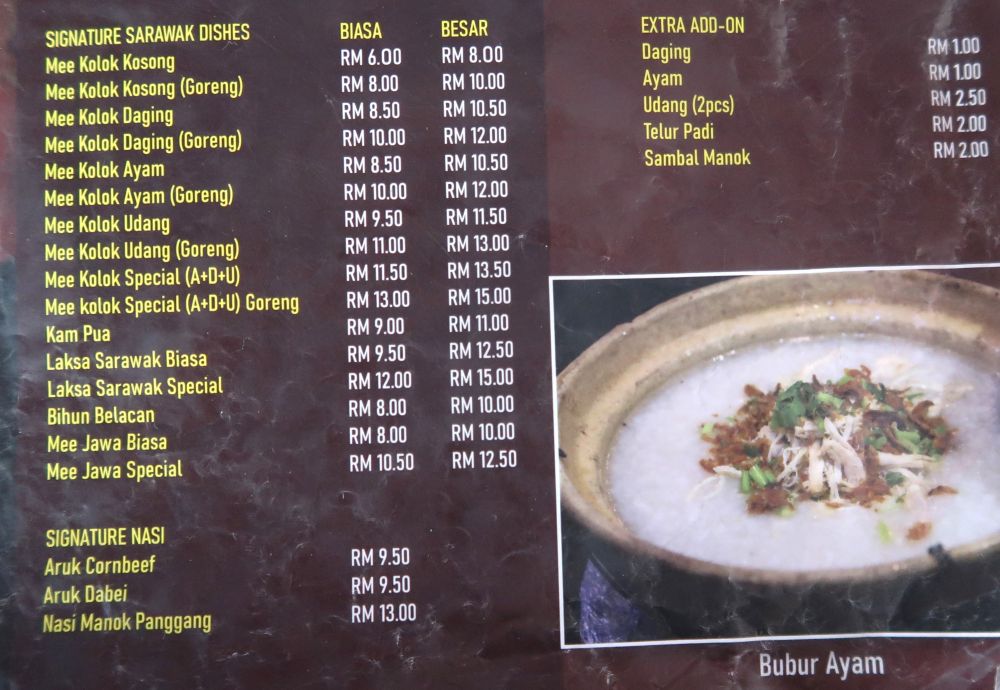 SIGNATURE SARAWAK DISHES BIASA BESAR
Mee Kolok Kosong RM 6.00 RM 8.00
Mee Kolok Kosong (Goreng) RM 8.00 RM 10.00
Mee Kolok Daging RM 8.50 RM 10.50
Mee Kolok Daging (Goreng) RM 10.00 RM 12.00
Mee Kolok Ayam RM 8.50 RM 10.50
Mee Kolok Ayam (Goreng) RM 10.00 RM 12.00
Mee Kolok Udang RM 9.50 RM 11.50
Mee Kolok Udang (Goreng) RM 11.00 RM 13.00
Mee Kolok Special (A+D+U) RM 11.50 RM 13.50
Mee kolok Special (A+D+U) Goreng RM 13.00 RM 15.00
Kam Pua RM 9.00 RM 11.00
Laksa Sarawak Biasa RM 9.50 RM 12.50
Laksa Sarawak Special RM 12.00 RM 15.00
Bihun Belacan RM 8.00 RM 10.00
Mee Jawa Biasa RM 8.00 RM 10.00
Mee Jawa Special RM 10.50 RM 12.50
SIGNATURE NASI
Aruk Cornbeef RM 9.50
Aruk Dabei RM 9.50
Nasi Manok Panggang RM 13.00
EXTRA ADD-ON
Daging RM 1.00
Ayam RM 1.00
Udang (2pcs) RM 2.50
Telur Padi RM 2.00
Sambal Manok RM 2.00
Bubur Ayam